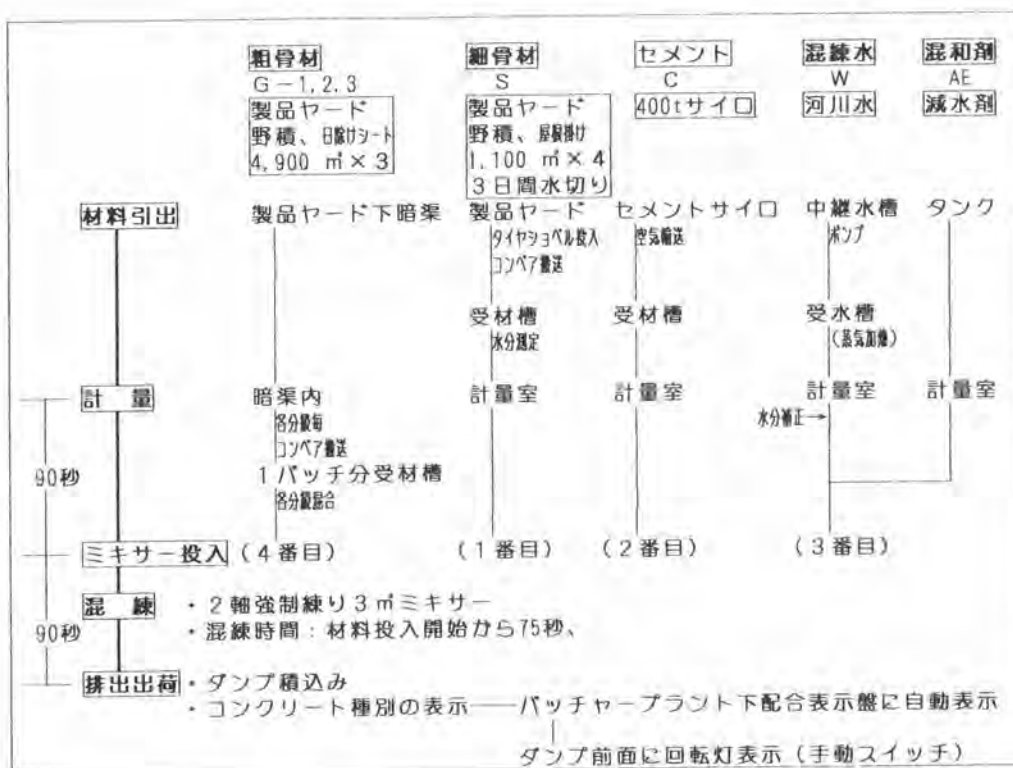 粗骨材 細骨材 セメント 混練水 混和剤
G-1,2,3 S C W AE
製品ヤード 製品ヤード 400tサイロ 河川水 減水剤
野積、日除けシート 野積、屋根掛け
4,900 ㎥×3 1,100 ㎥×4
3日間水切り
材料引出 製品ヤード下暗渠 製品ヤード セメントサイロ 中継水槽 タンク
タイヤショベル投入 空気輸送 ポンプ
コンベア搬送
受材槽 受材槽 受水槽
水分測定 (蒸気加熱)
計量 暗渠内 計量室 計量室 計量室 計量室
各分級毎 水分補正→
コンベア搬送
90秒 1バッチ分受材槽
各分級混合
ミキサー投入 (4番目) (1番目) (2番目) (3番目)
混練 ・2軸強制練り3㎥ミキサー
90秒 ・混練時間：材料投入開始から75秒、
排出出荷 ・ダンプ積込み
・コンクリート種別の表示──バッチャープラント下配合表示盤に自動表示
ダンプ前面に回転灯表示(手動スイッチ)